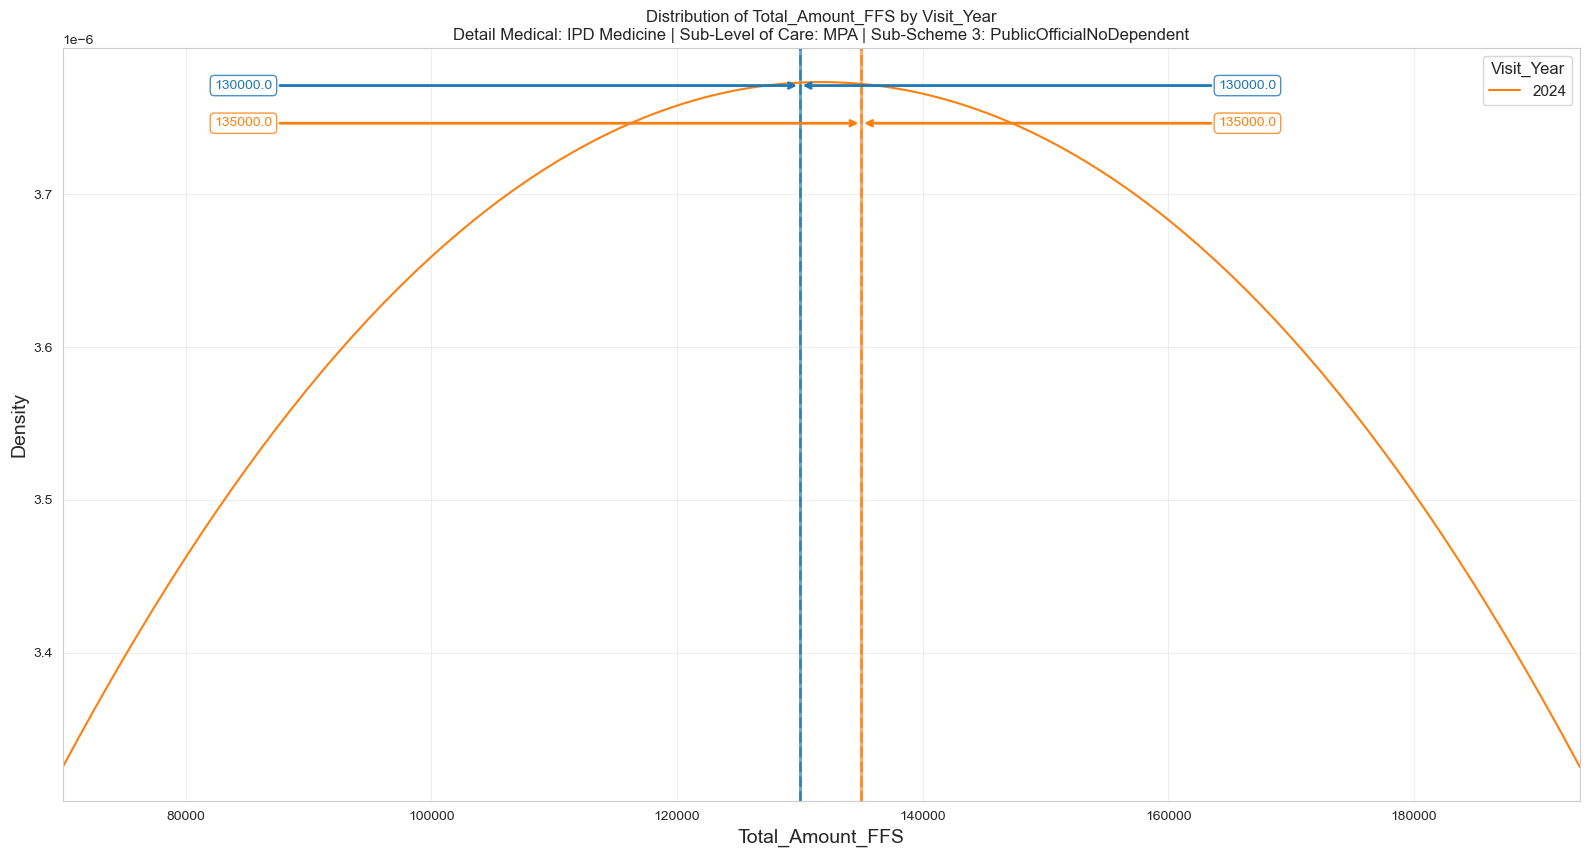 Distribution of Total_Amount_FFS by Visit_Year
Detail Medical: IPD Medicine | Sub-Level of Care: MPA | Sub-Scheme 3: PublicOfficialNoDependent
1e−6
Visit_Year
2024
130000.0
130000.0
135000.0
135000.0
3.7
3.6
3.5
3.4
Density
80000
100000
120000
140000
160000
180000
Total_Amount_FFS